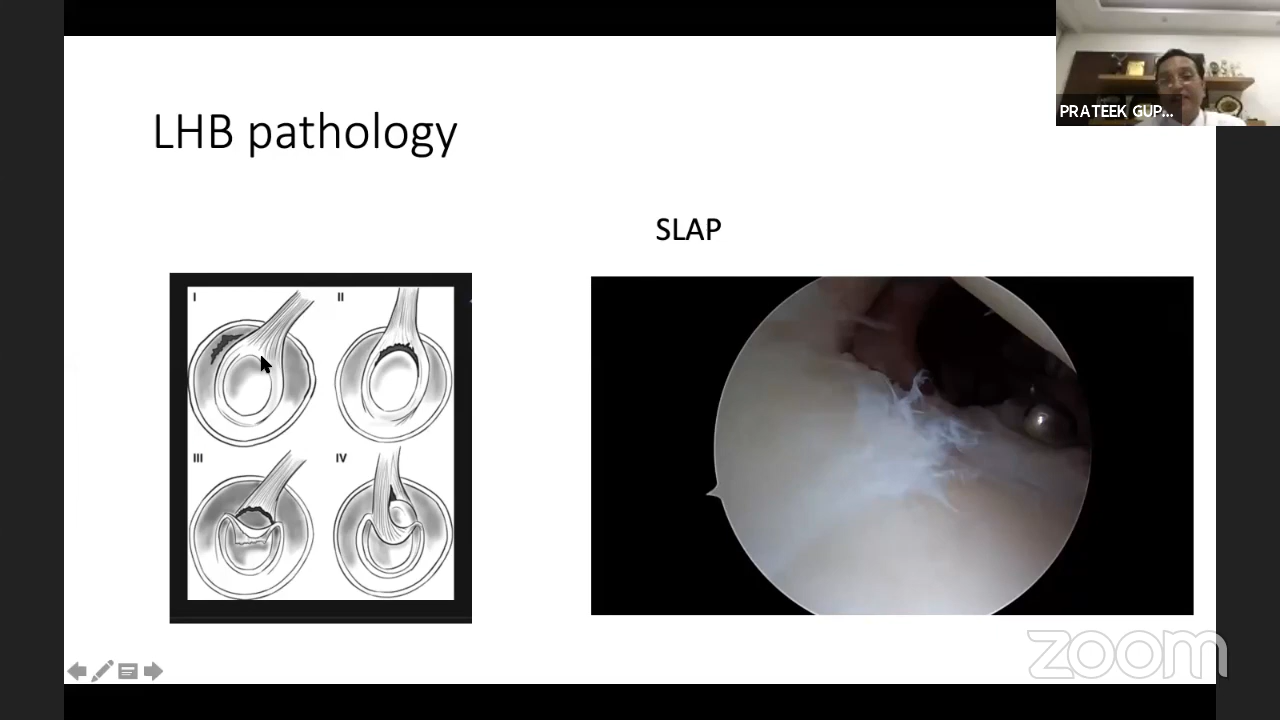 LHB pathology
PRATEEK GUP...
SLAP
I
II
III
IV
zoom